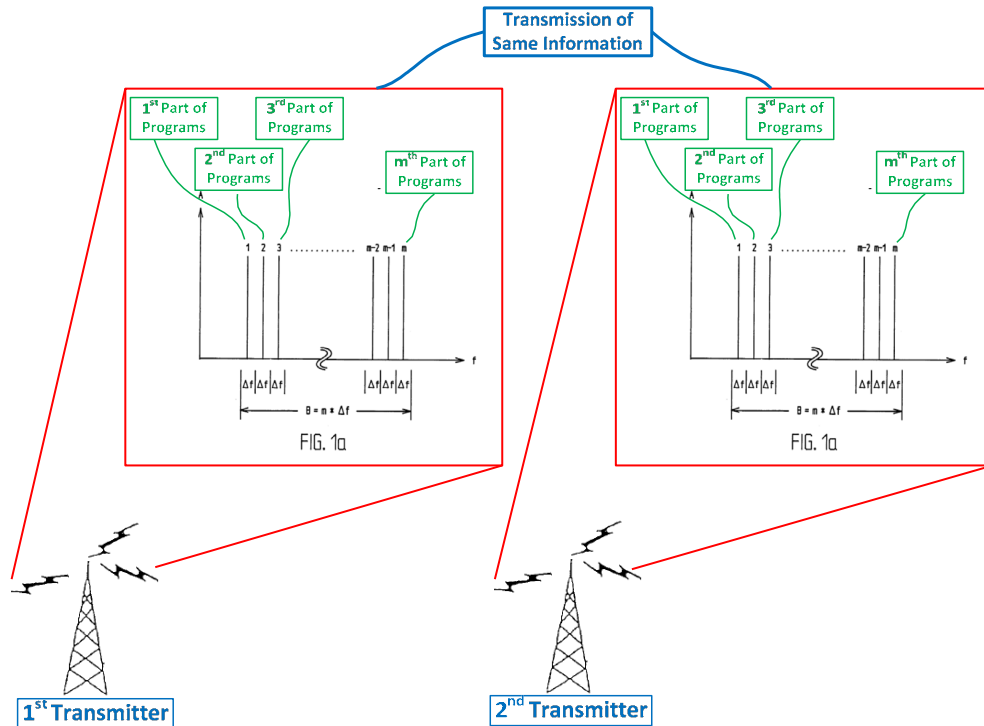 Transmission of
Same Information
1st Part of
Programs
3rd Part of
Programs
2nd Part of
Programs
mth Part of
Programs
A
1 2 3 ............ m-2 m-1 m
f
Δf Δf Δf Δf Δf Δf
B = m * Δf
FIG. 1a
1st Part of
Programs
3rd Part of
Programs
2nd Part of
Programs
mth Part of
Programs
A
1 2 3 ............ m-2 m-1 m
f
Δf Δf Δf Δf Δf Δf
B = m * Δf
FIG. 1a
1st Transmitter
2nd Transmitter